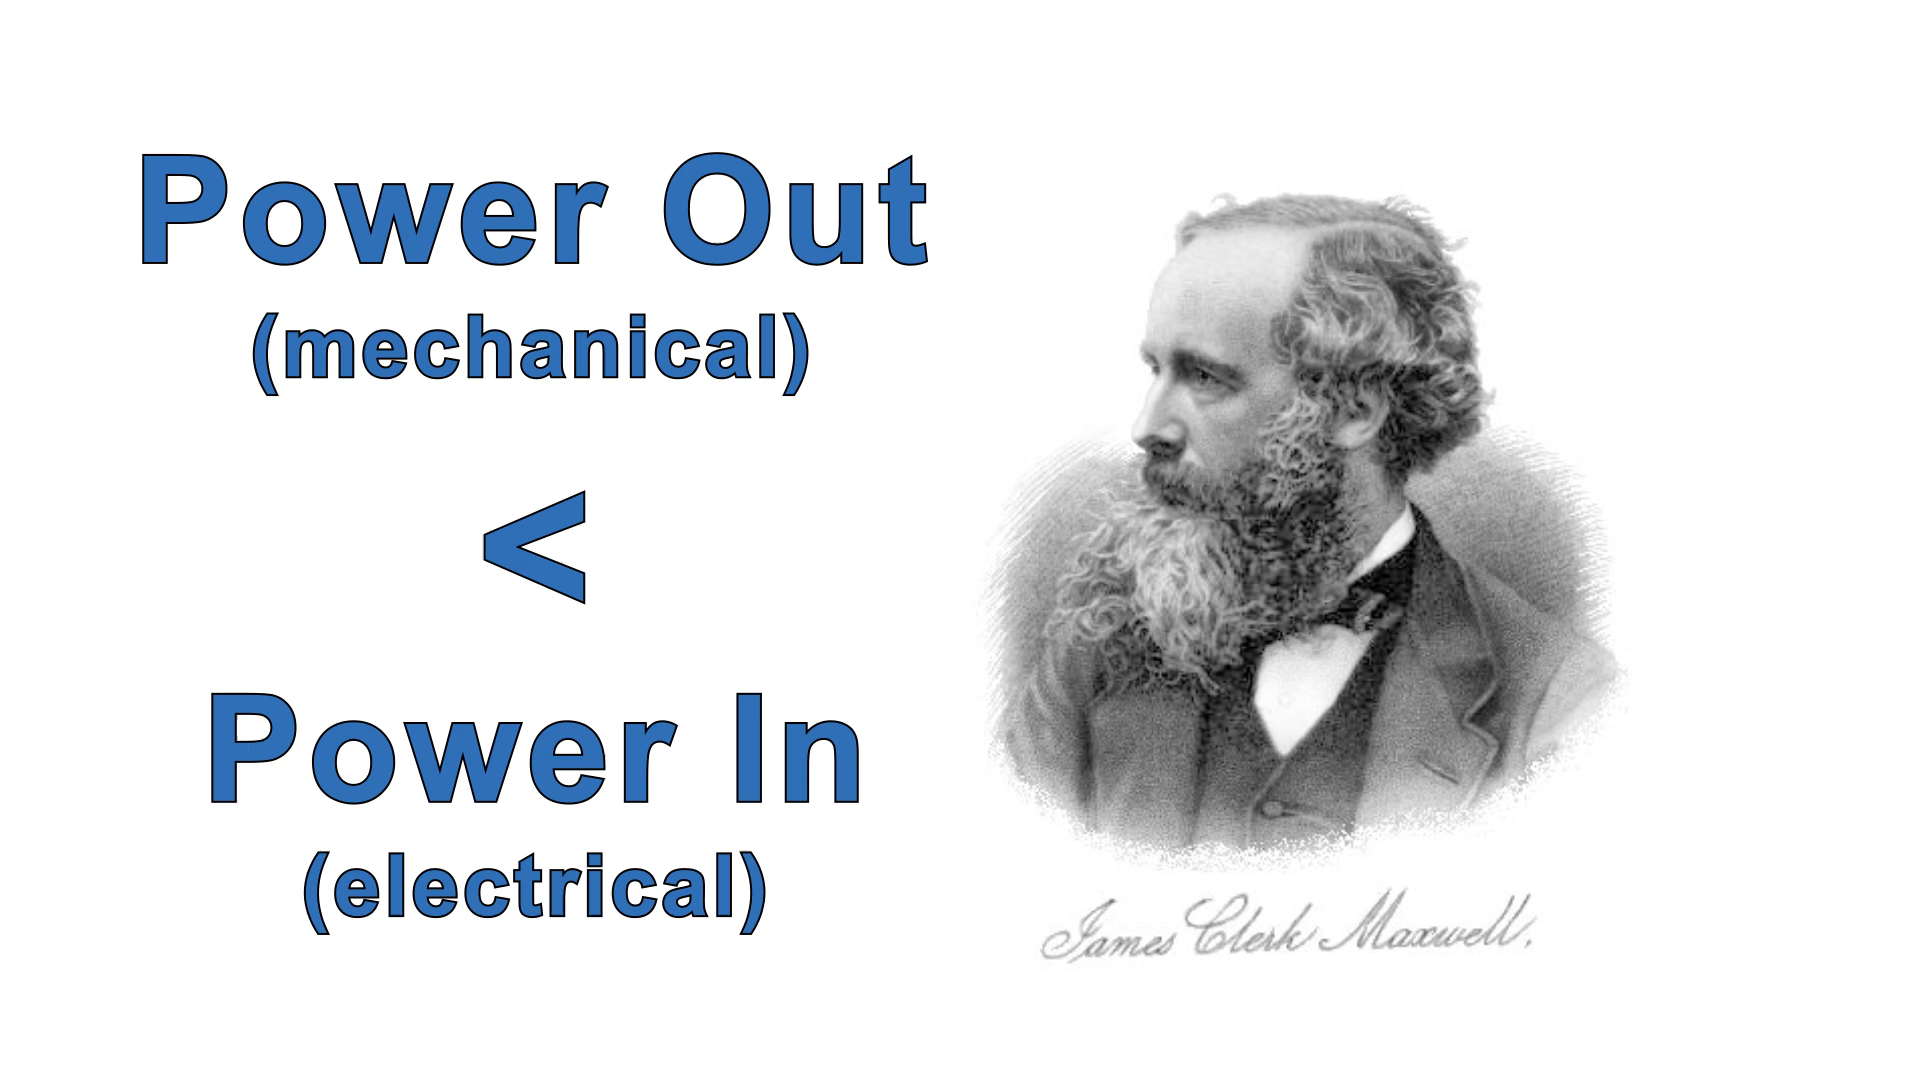 Power Out
(mechanical)
<
Power In
(electrical)
James Clerk Maxwell.